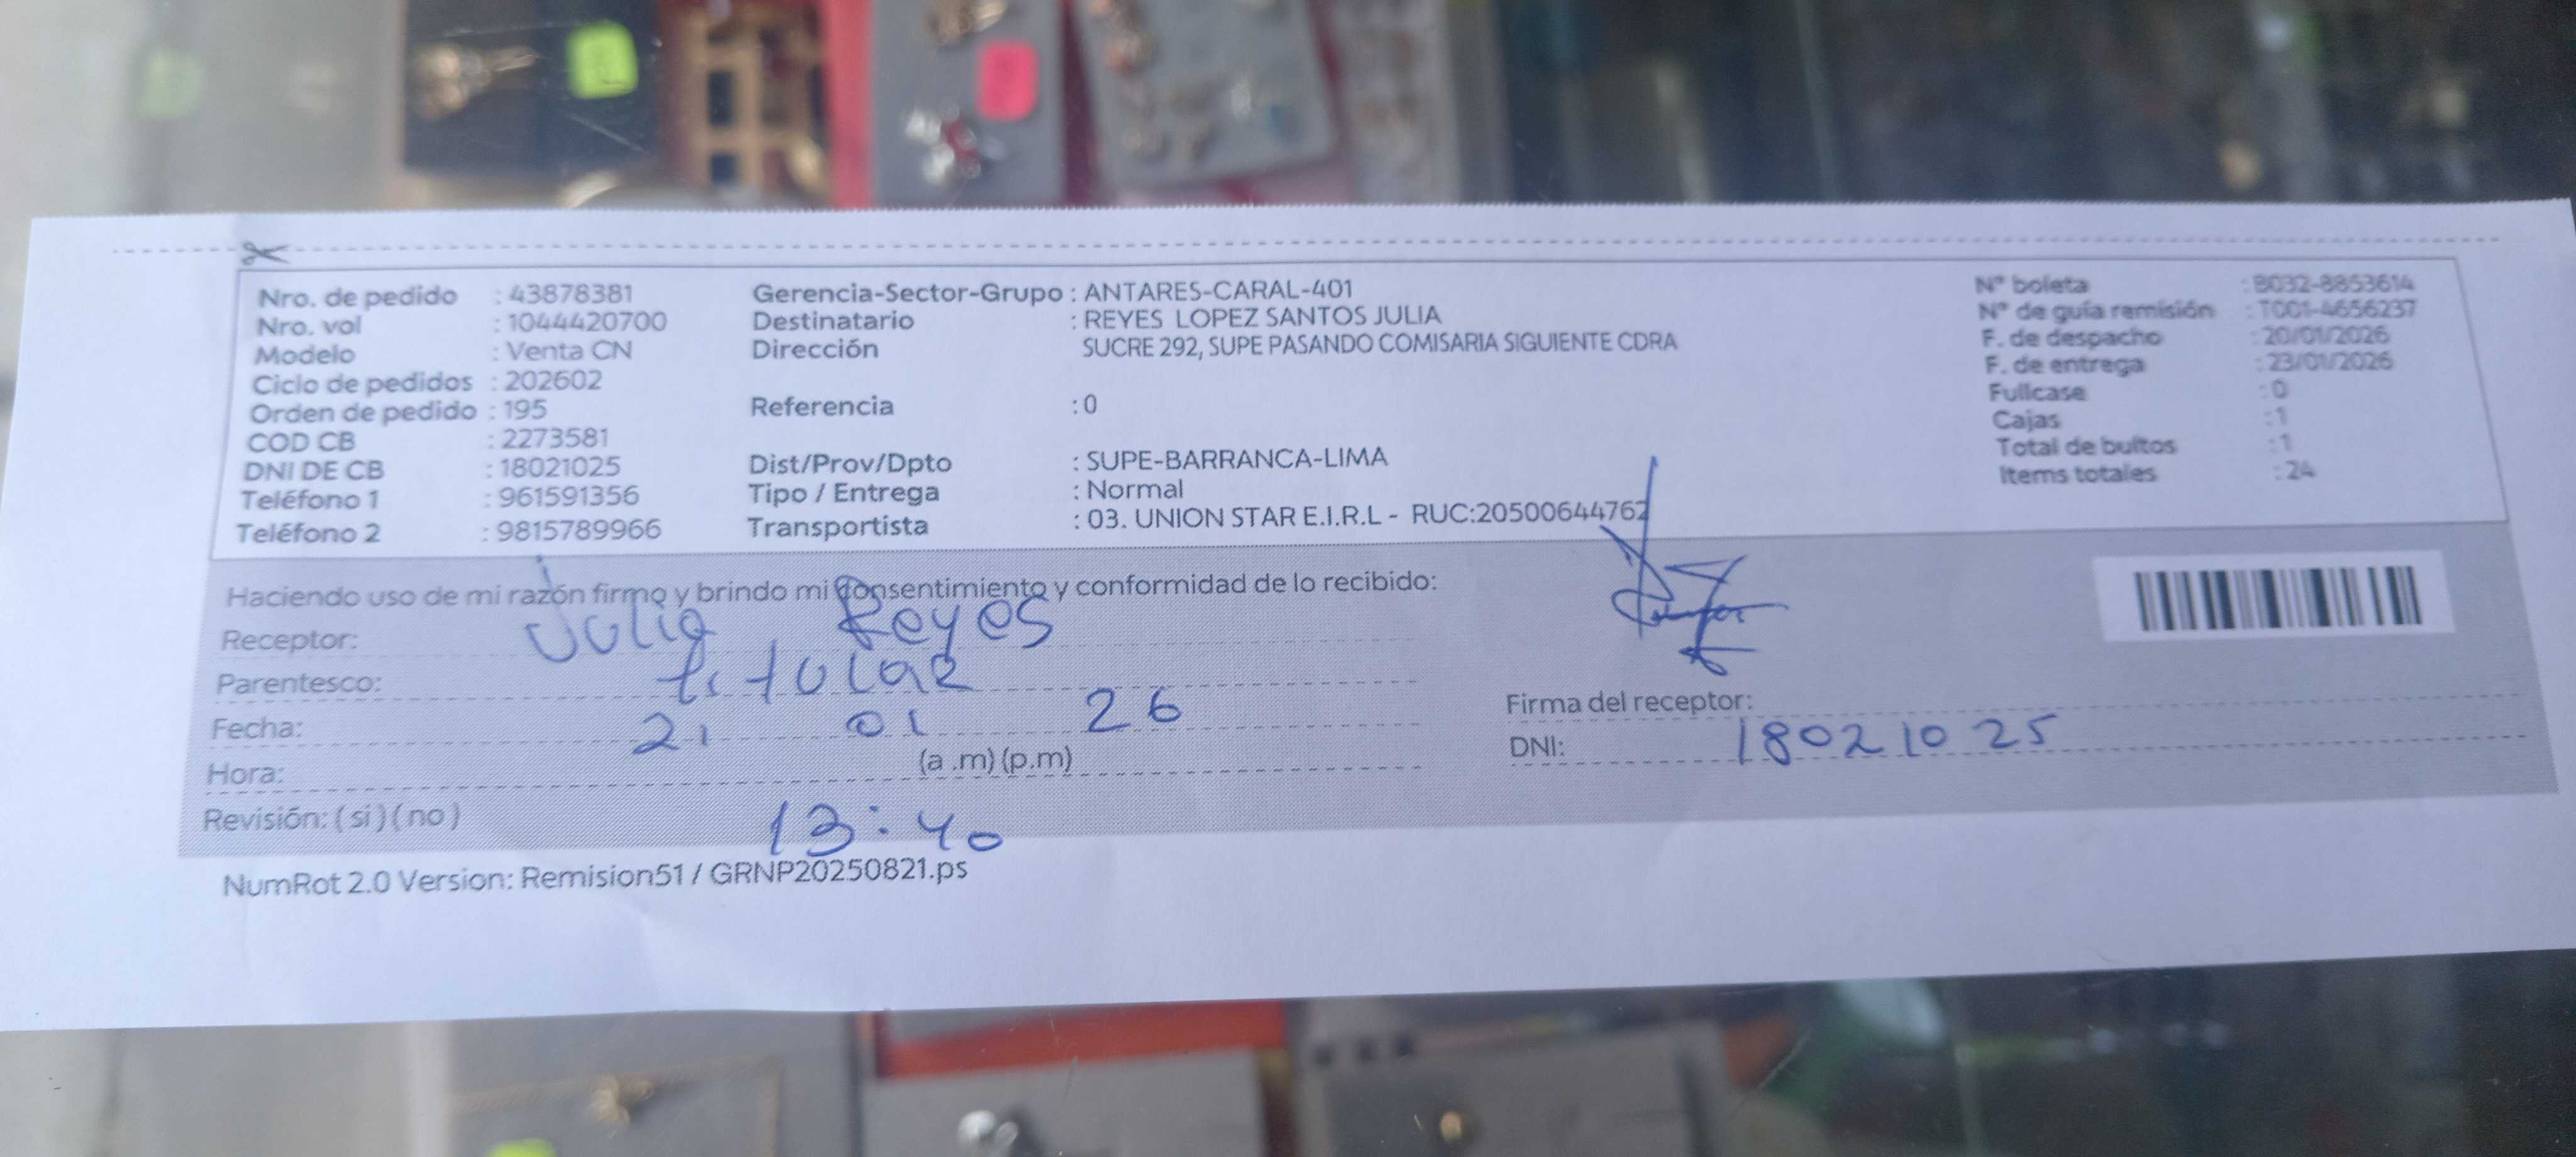 Nro. de pedido : 43878381
Nro. vol : 1044420700
Modelo : Venta CN
Ciclo de pedidos : 202602
Orden de pedido : 195
COD CB : 2273581
DNI DE CB : 18021025
Teléfono 1 : 961591356
Teléfono 2 : 9815789966
Gerencia-Sector-Grupo : ANTARES-CARAL-401
Destinatario : REYES LOPEZ SANTOS JULIA
Dirección SUCRE 292, SUPE PASANDO COMISARIA SIGUIENTE CDRA
Referencia : 0
Dist/Prov/Dpto : SUPE-BARRANCA-LIMA
Tipo / Entrega : Normal
Transportista : 03. UNION STAR E.I.R.L - RUC:20500644762
N° boleta : B032-8853614
N° de guía remisión : T001-4656237
F. de despacho : 20/01/2026
F. de entrega : 23/01/2026
Fullcase : 0
Cajas : 1
Total de bultos : 1
Items totales : 24
Haciendo uso de mi razón firmo y brindo mi consentimiento y conformidad de lo recibido:
Receptor: Julia Reyes
Parentesco: titular
Fecha: 21 01 26
Hora: (a .m) (p.m)
Revisión: ( si ) ( no ) 13:40
Firma del receptor:
DNI: 18021025
NumRot 2.0 Version: Remision51 / GRNP20250821.ps